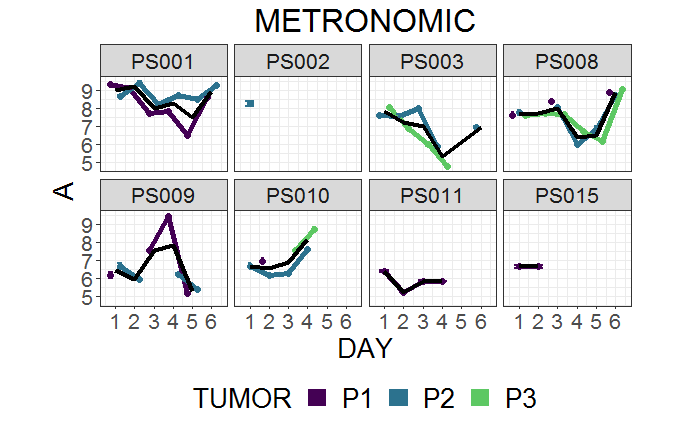 METRONOMIC
PS001 PS002 PS003 PS008
9
8
7
6
5
A
PS009 PS010 PS011 PS015
9
8
7
6
5
1 2 3 4 5 6 1 2 3 4 5 6 1 2 3 4 5 6 1 2 3 4 5 6
DAY
TUMOR P1 P2 P3